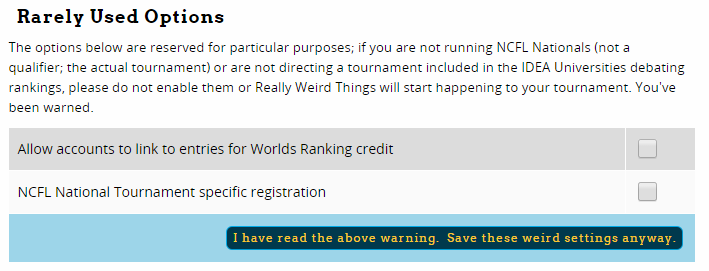 Rarely Used Options
The options below are reserved for particular purposes; if you are not running NCFL Nationals (not a
qualifier; the actual tournament) or are not directing a tournament included in the IDEA Universities debating
rankings, please do not enable them or Really Weird Things will start happening to your tournament. You've
been warned.
Allow accounts to link to entries for Worlds Ranking credit
NCFL National Tournament specific registration
I have read the above warning. Save these weird settings anyway.